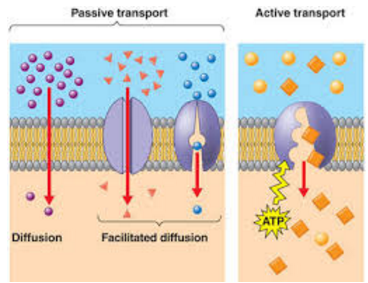 Passive transport
Active transport
ATP
Diffusion
Facilitated diffusion